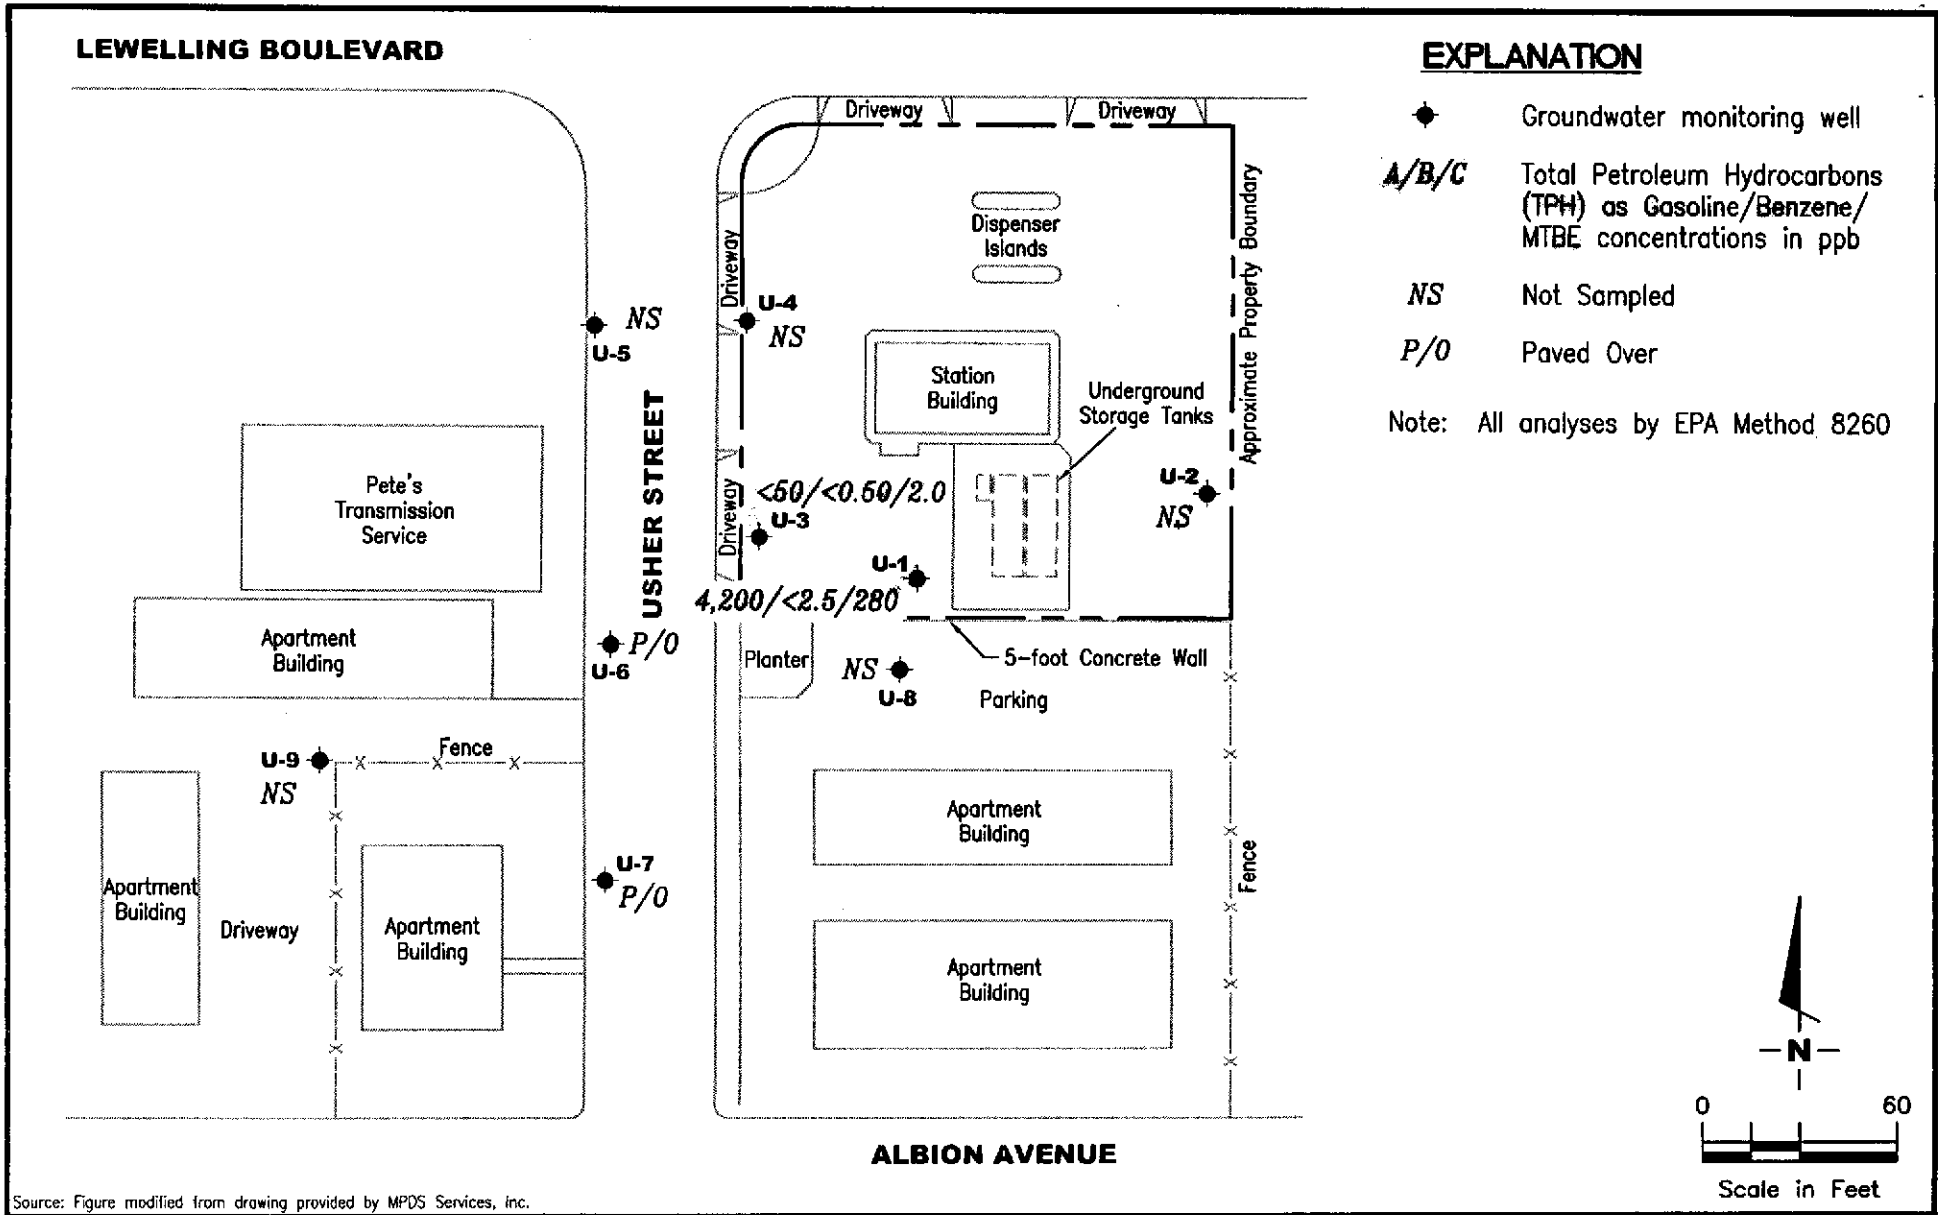 LEWELLING BOULEVARD
EXPLANATION
Groundwater monitoring well
A/B/C Total Petroleum Hydrocarbons
(TPH) as Gasoline/Benzene/
MTBE concentrations in ppb
NS Not Sampled
P/O Paved Over
Note: All analyses by EPA Method 8260
Driveway
Driveway
Dispenser
Islands
Approximate Property Boundary
Driveway
U-4
NS
NS
U-5
Station
Building
Underground
Storage Tanks
USHER STREET
Pete's
Transmission
Service
Driveway
<50/<0.50/2.0
U-3
U-2
NS
U-1
4,200/<2.5/280
Apartment
Building
P/O
U-6
Planter
NS
U-8
5-foot Concrete Wall
Parking
U-9
NS
Fence
Apartment
Building
Apartment
Building
Driveway
Apartment
Building
U-7
P/O
Fence
Apartment
Building
N
0 60
Scale in Feet
ALBION AVENUE
Source: Figure modified from drawing provided by MPDS Services, Inc.